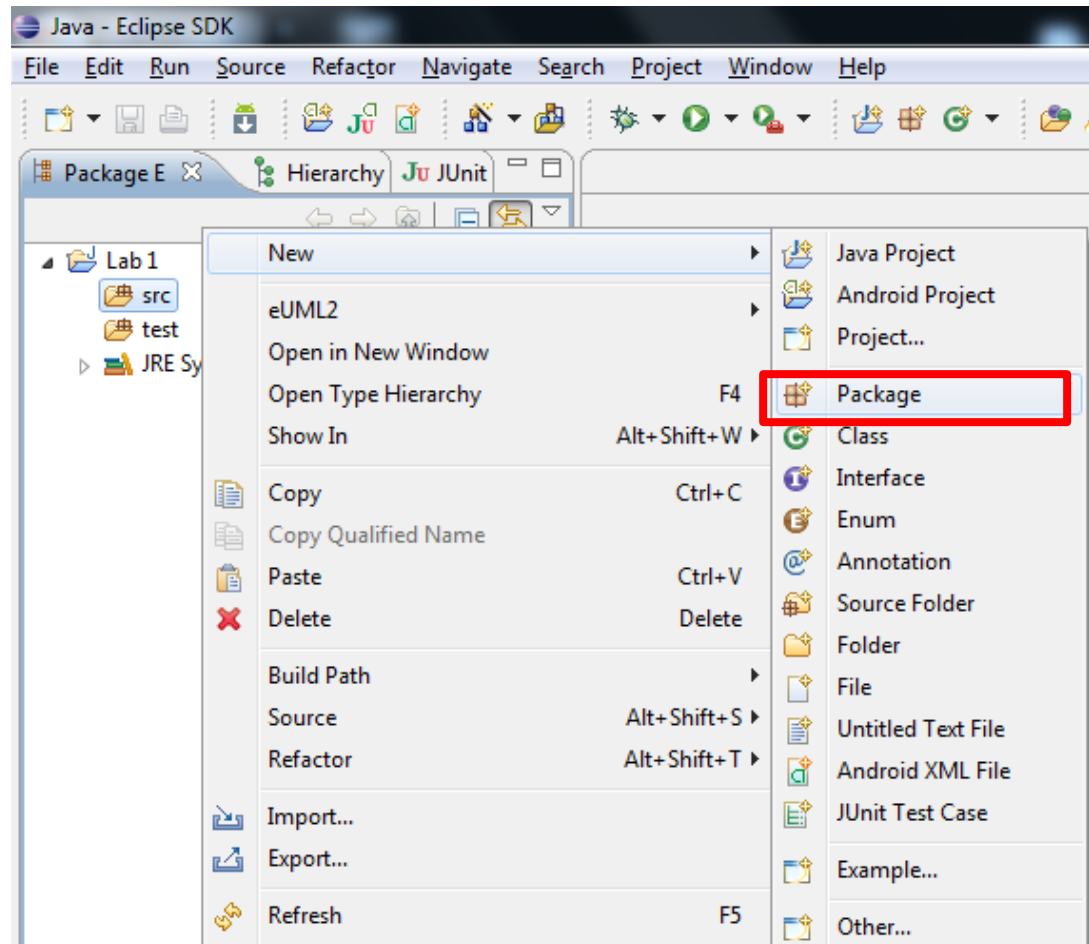 Java - Eclipse SDK
File Edit Run Source Refactor Navigate Search Project Window Help
Package E Hierarchy Ju JUnit
Lab 1
src
test
JRE Sy
New
eUML2
Open in New Window
Open Type Hierarchy F4
Show In Alt+Shift+W
Copy Ctrl+C
Copy Qualified Name
Paste Ctrl+V
Delete Delete
Build Path
Source Alt+Shift+S
Refactor Alt+Shift+T
Import...
Export...
Refresh F5
Java Project
Android Project
Project...
Package
Class
Interface
Enum
Annotation
Source Folder
Folder
File
Untitled Text File
Android XML File
JUnit Test Case
Example...
Other...